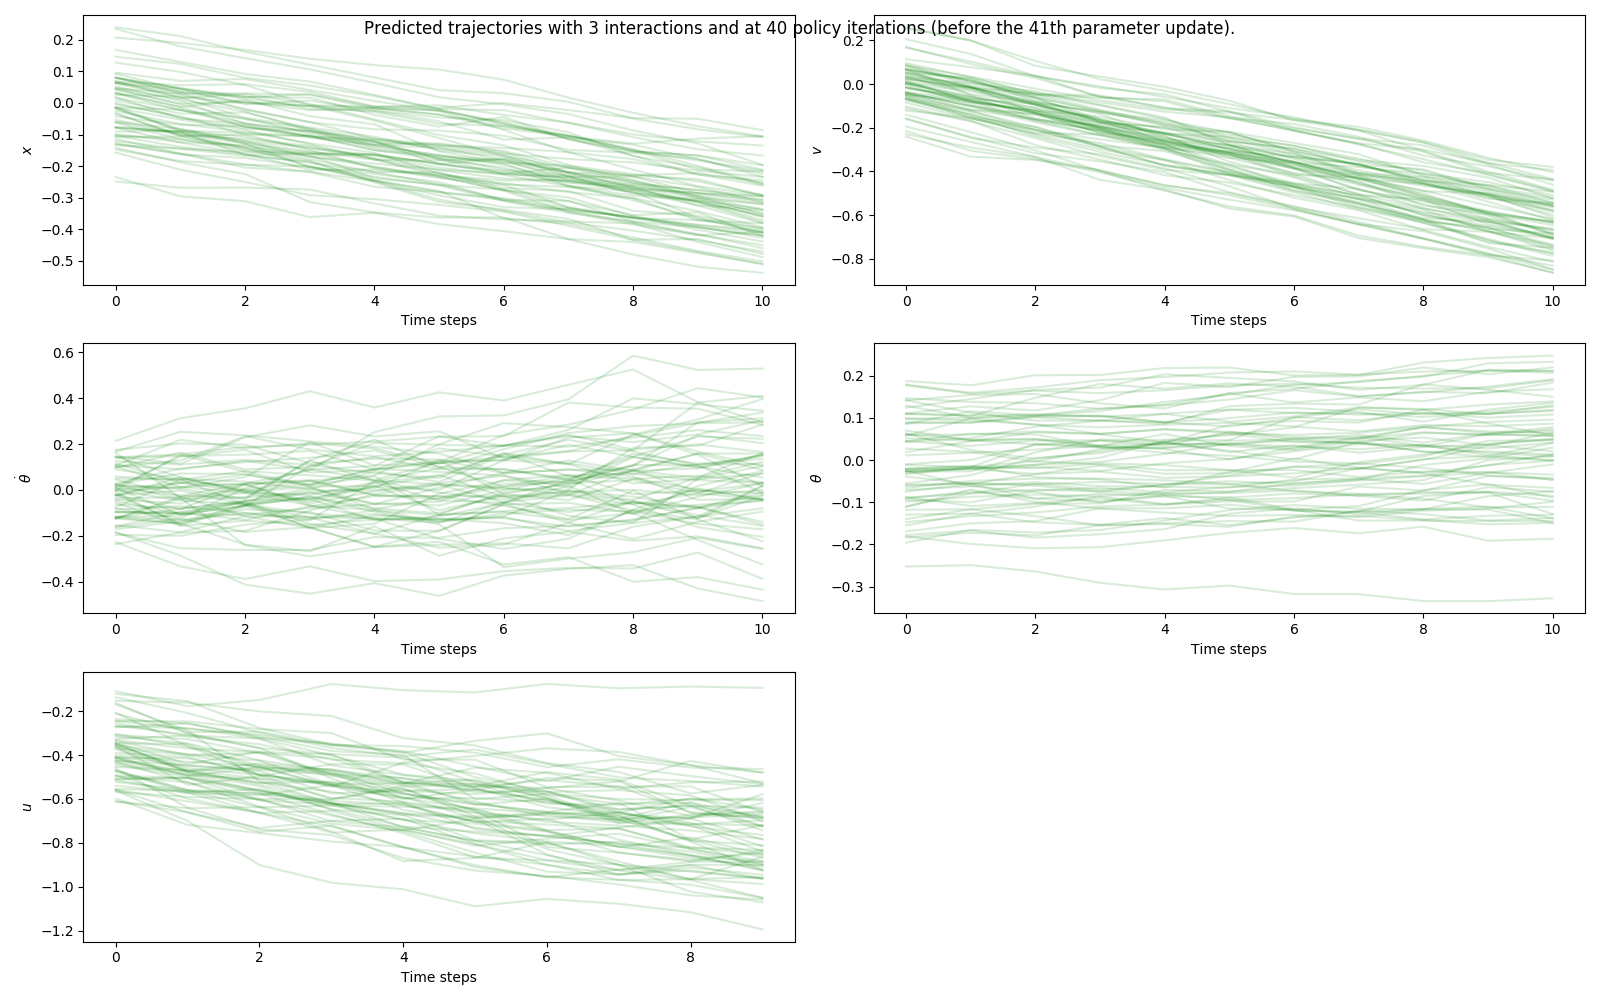 Predicted trajectories with 3 interactions and at 40 policy iterations (before the 41th parameter update).
0.2
0.1
0.0
−0.1
−0.2
−0.3
−0.4
−0.5
x
0 2 4 6 8 10
Time steps
0.2
0.0
−0.2
−0.4
−0.6
−0.8
v
0 2 4 6 8 10
Time steps
0.6
0.4
0.2
0.0
−0.2
−0.4
θ̇
0 2 4 6 8 10
Time steps
0.2
0.1
0.0
−0.1
−0.2
−0.3
θ
0 2 4 6 8 10
Time steps
−0.2
−0.4
−0.6
−0.8
−1.0
−1.2
u
0 2 4 6 8
Time steps